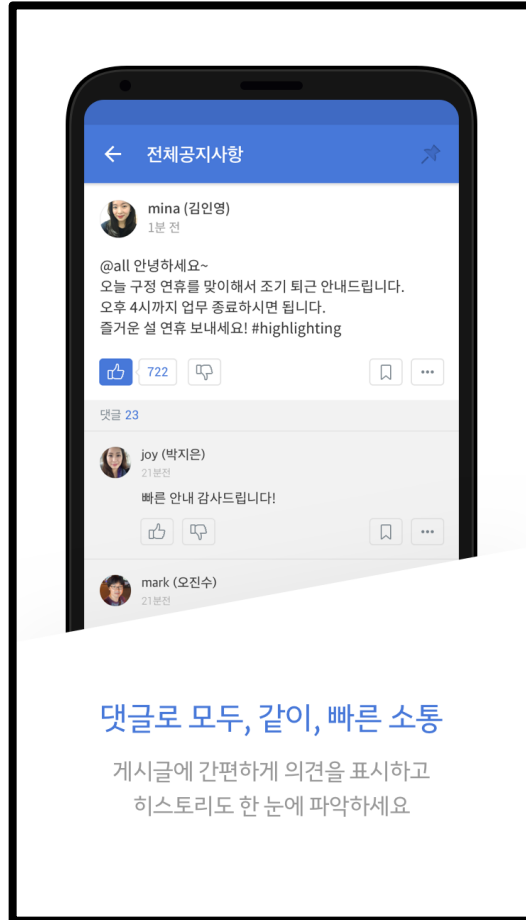 전체공지사항
mina (김인영)
1분 전
@all 안녕하세요~
오늘 구정 연휴를 맞이해서 조기 퇴근 안내드립니다.
오후 4시까지 업무 종료하시면 됩니다.
즐거운 설 연휴 보내세요! #highlighting
722
댓글 23
joy (박지은)
21분전
빠른 안내 감사드립니다!
mark (오진수)
21분전
댓글로 모두, 같이, 빠른 소통
게시글에 간편하게 의견을 표시하고
히스토리도 한 눈에 파악하세요